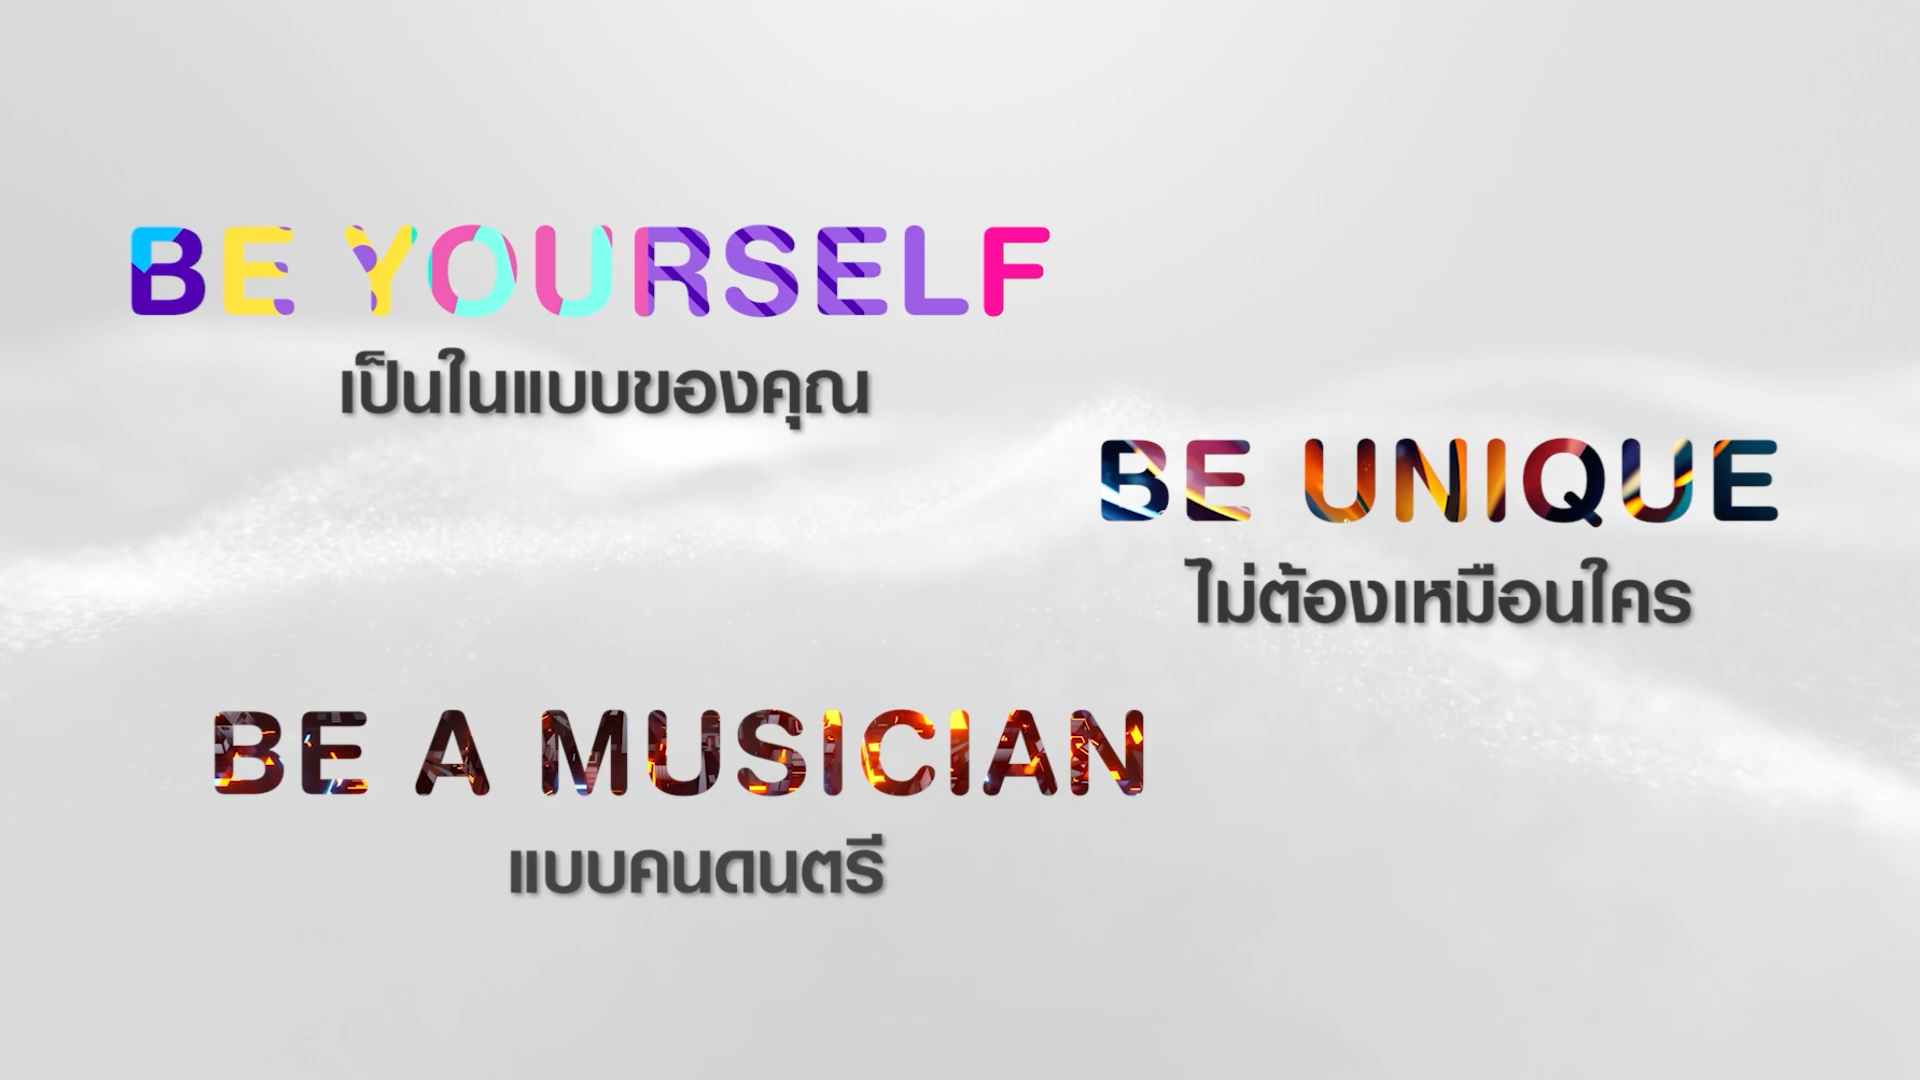 BE YOURSELF
เป็นในแบบของคุณ
BE UNIQUE
ไม่ต้องเหมือนใคร
BE A MUSICIAN
แบบคนดนตรี